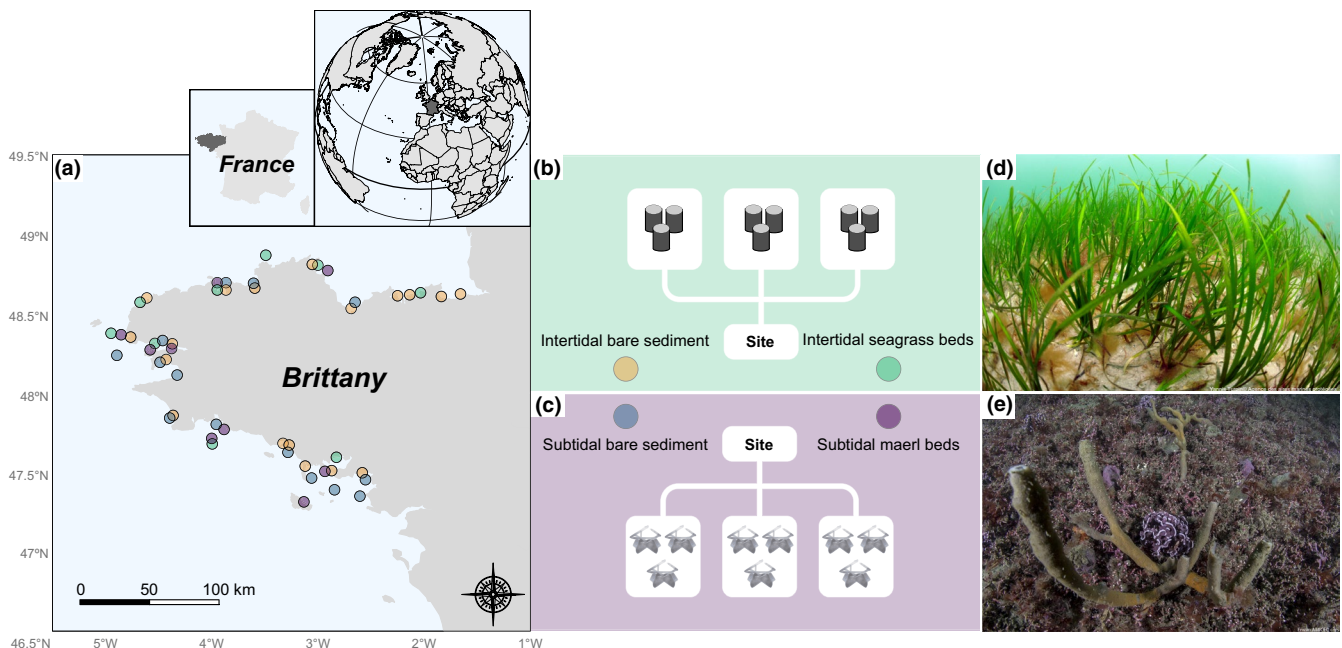 France
49.5°N
(a)
49°N
48.5°N
48°N
47.5°N
47°N
46.5°N
5°W
4°W
3°W
2°W
1°W
Brittany
0
50
100 km
(b)
Site
Intertidal bare sediment
Intertidal seagrass beds
(c)
Subtidal bare sediment
Subtidal maerl beds
Site
(d)
(e)